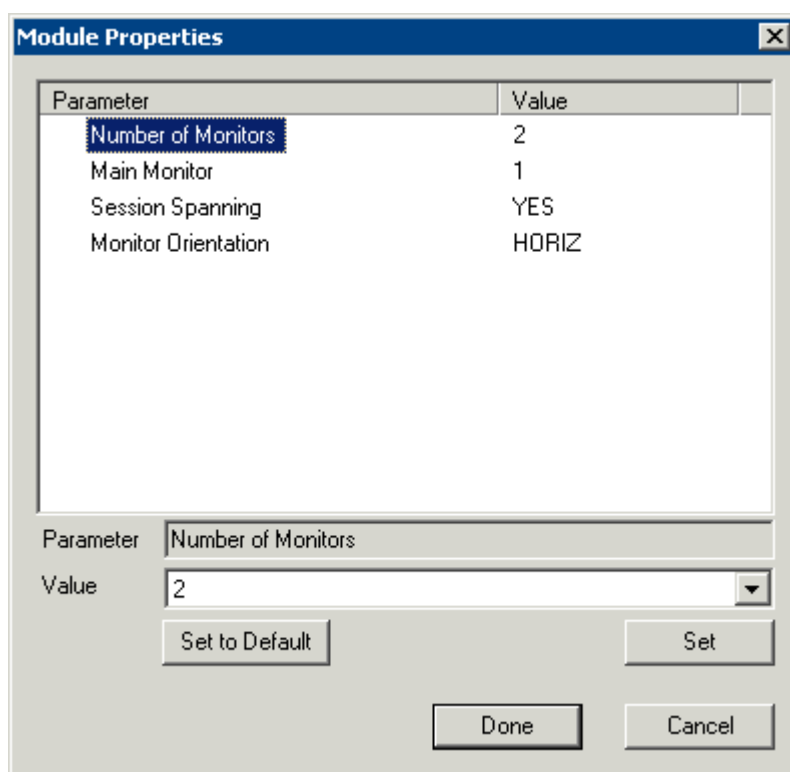 Module Properties
Parameter Value
Number of Monitors 2
Main Monitor 1
Session Spanning YES
Monitor Orientation HORIZ
Parameter Number of Monitors
Value 2
Set to Default Set
Done Cancel